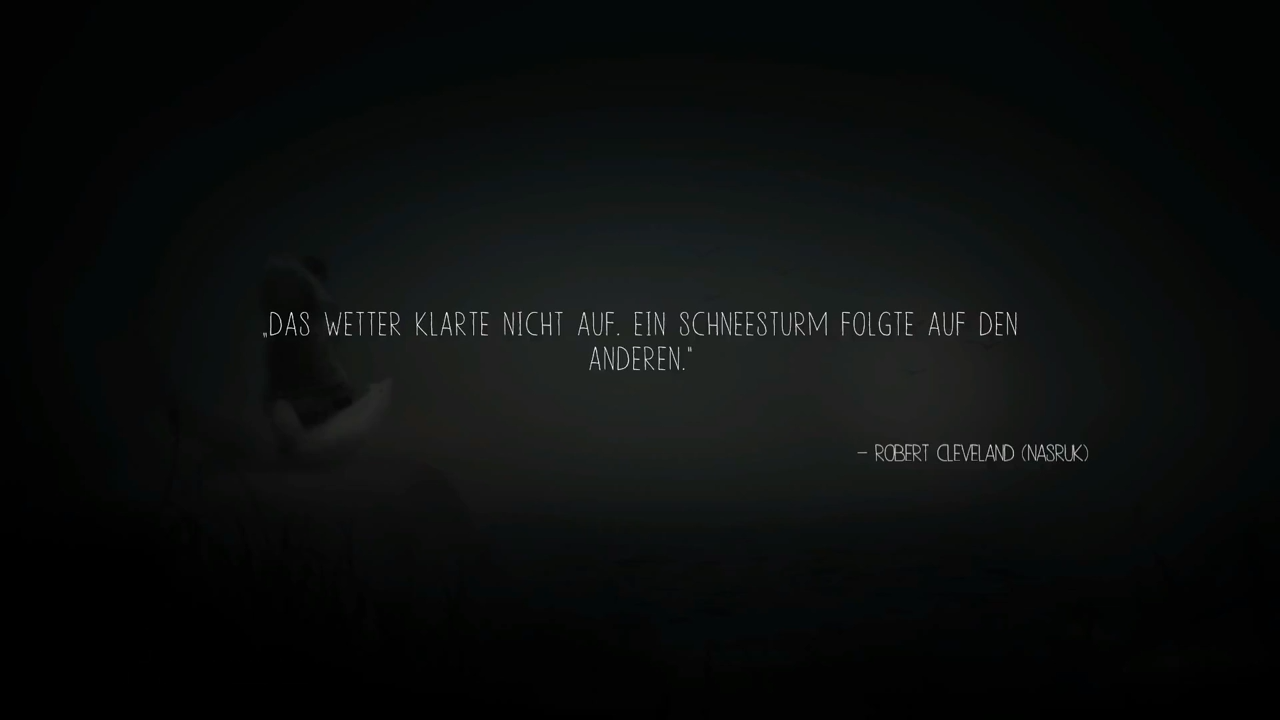 „DAS WETTER KLARTE NICHT AUF. EIN SCHNEESTURM FOLGTE AUF DEN
ANDEREN."
– ROBERT CLEVELAND (NASRUK)